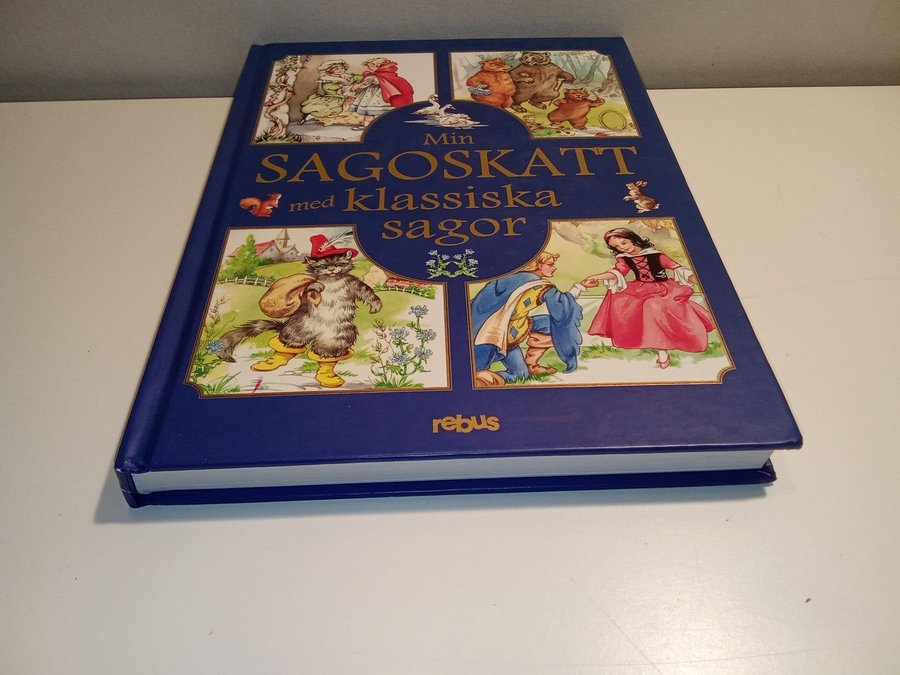 Min
SAGOSKATT
med klassiska
sagor
rebus